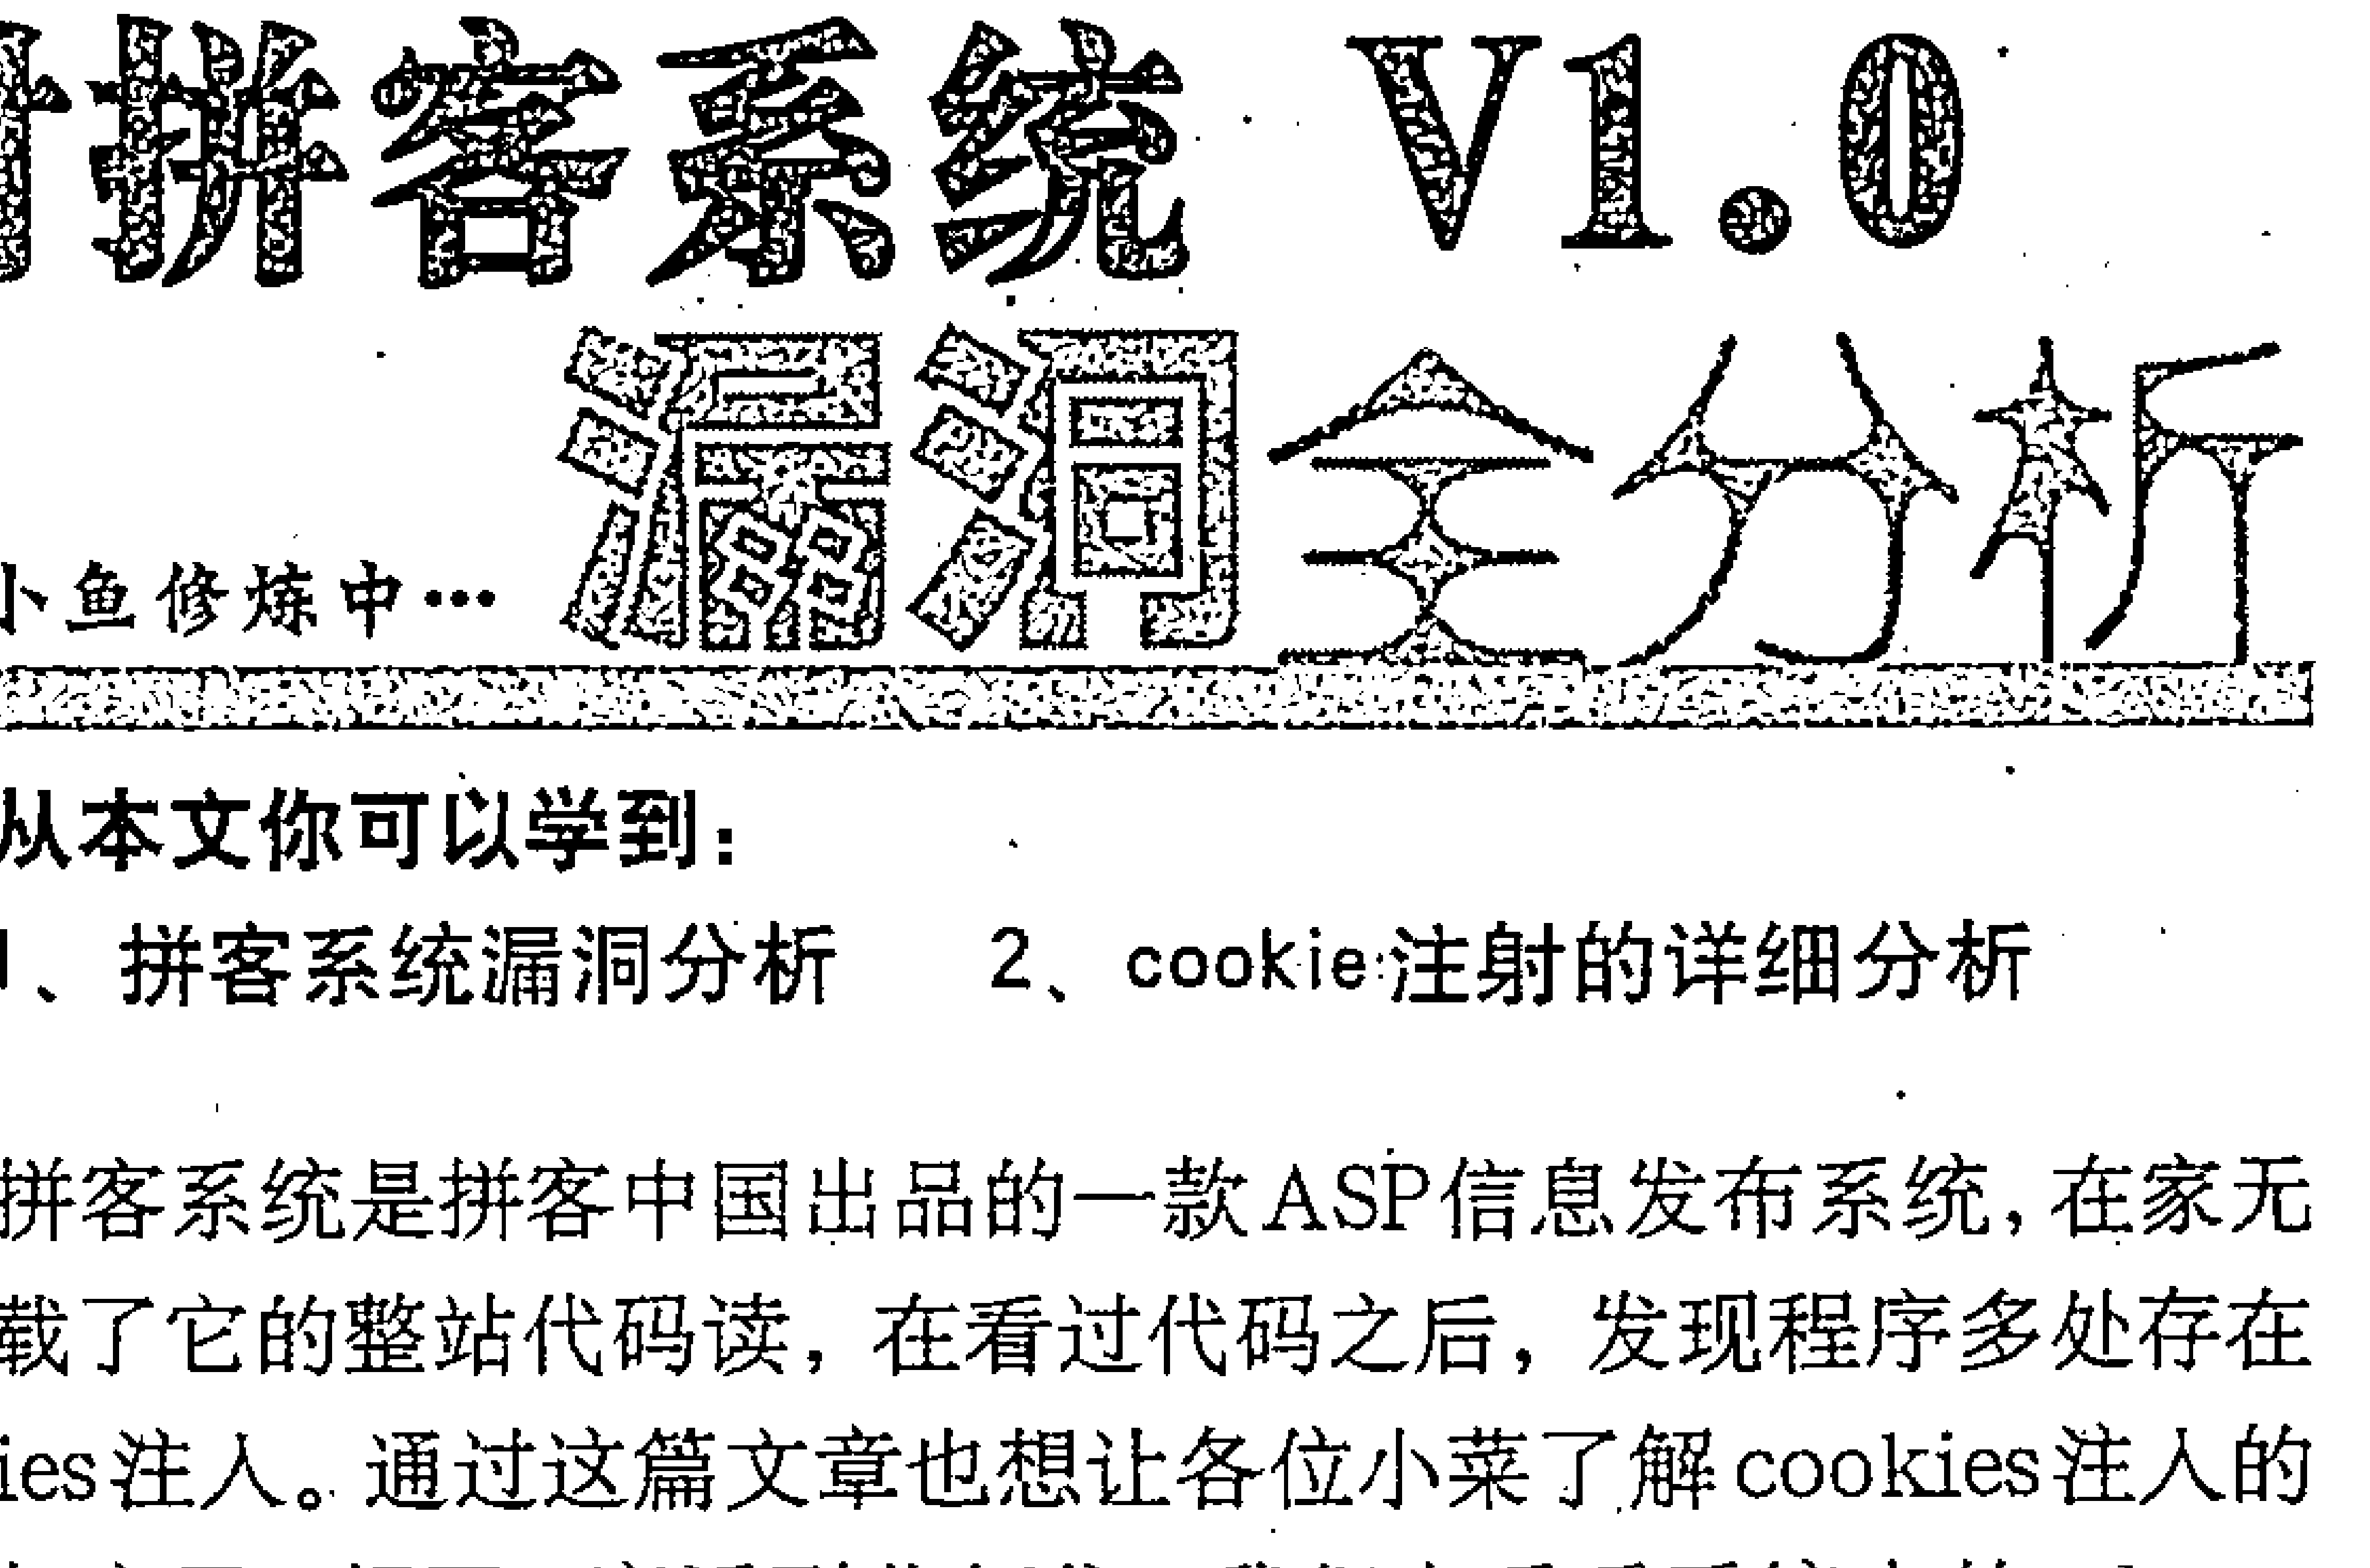 拼客系统 V1.0
漏洞全分析
小鱼修炼中…
从本文你可以学到:
1、拼客系统漏洞分析 2、cookie注射的详细分析
拼客系统是拼客中国出品的一款ASP信息发布系统,在家无
载了它的整站代码读,在看过代码之后,发现程序多处存在
ies注入。通过这篇文章也想让各位小菜了解cookies注入的